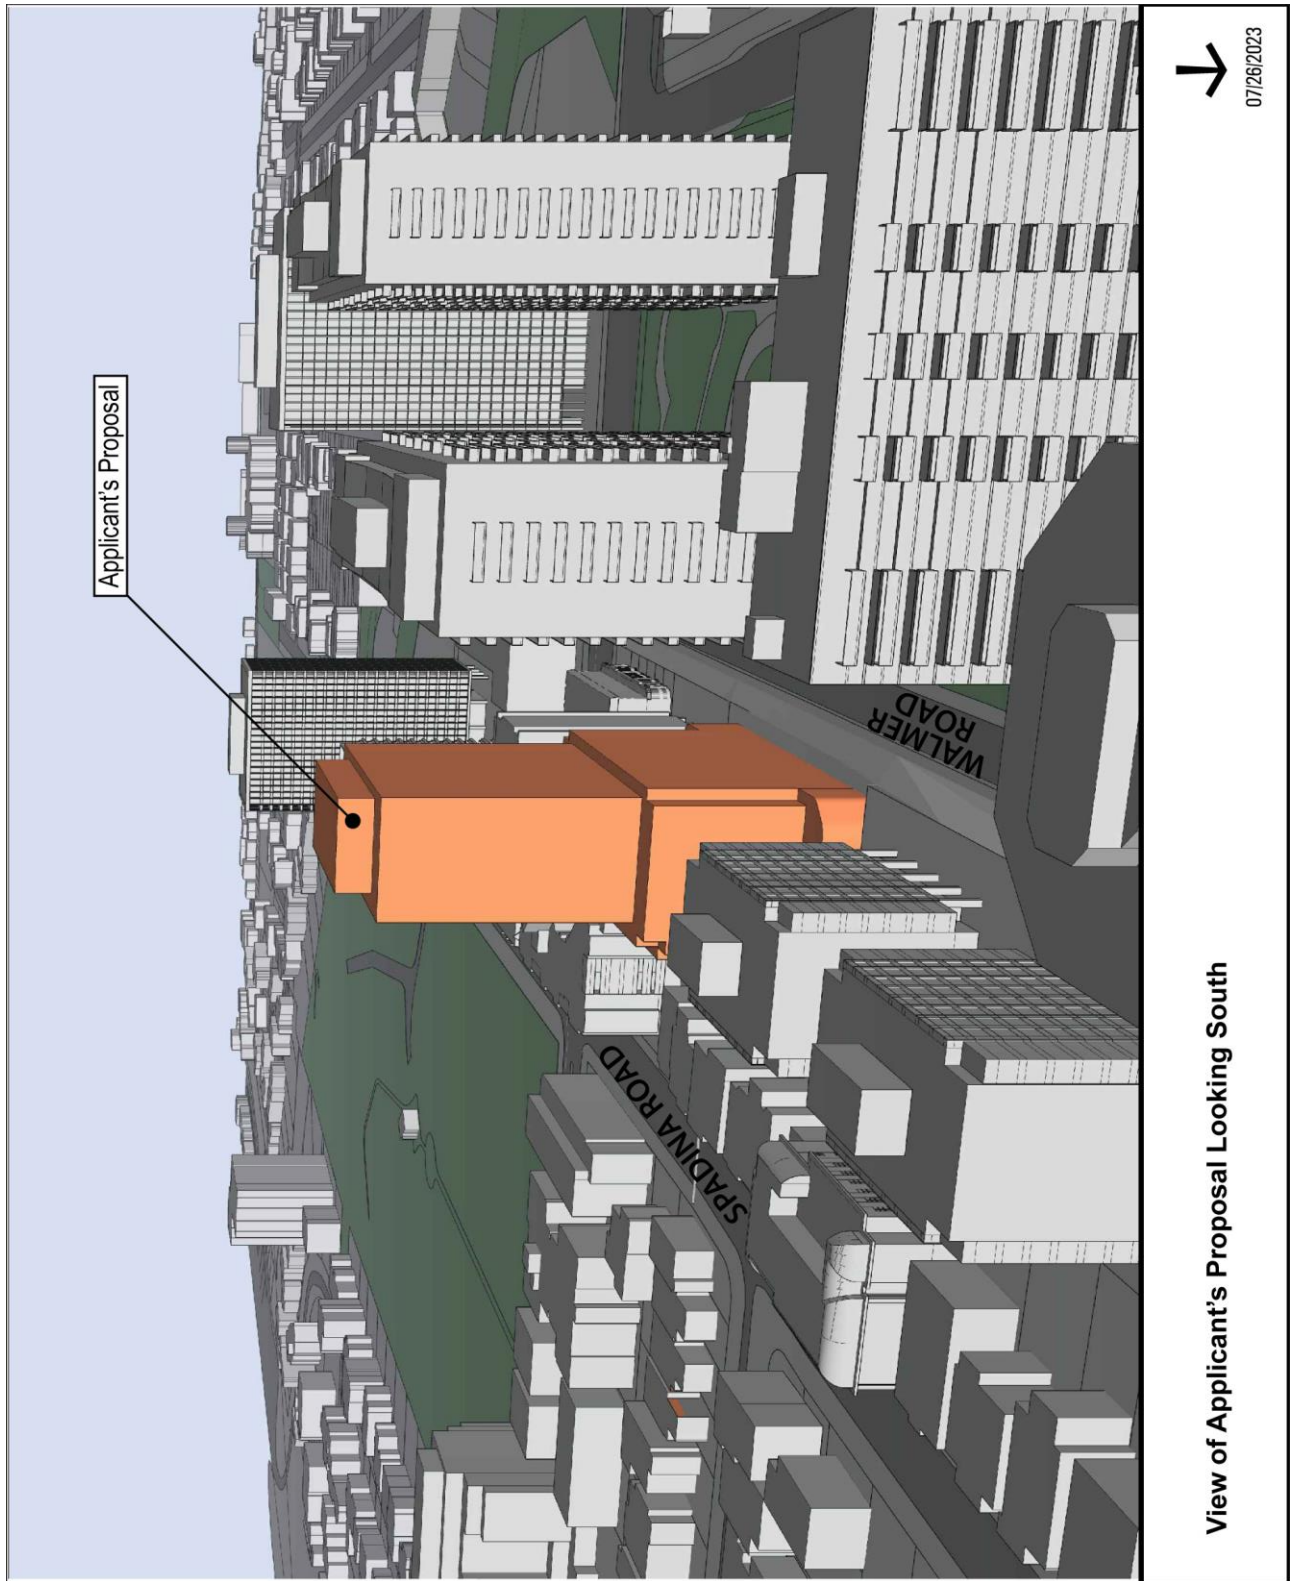 Applicant's Proposal
SPADINA ROAD
WALMER
ROAD
View of Applicant's Proposal Looking South
07/26/2023